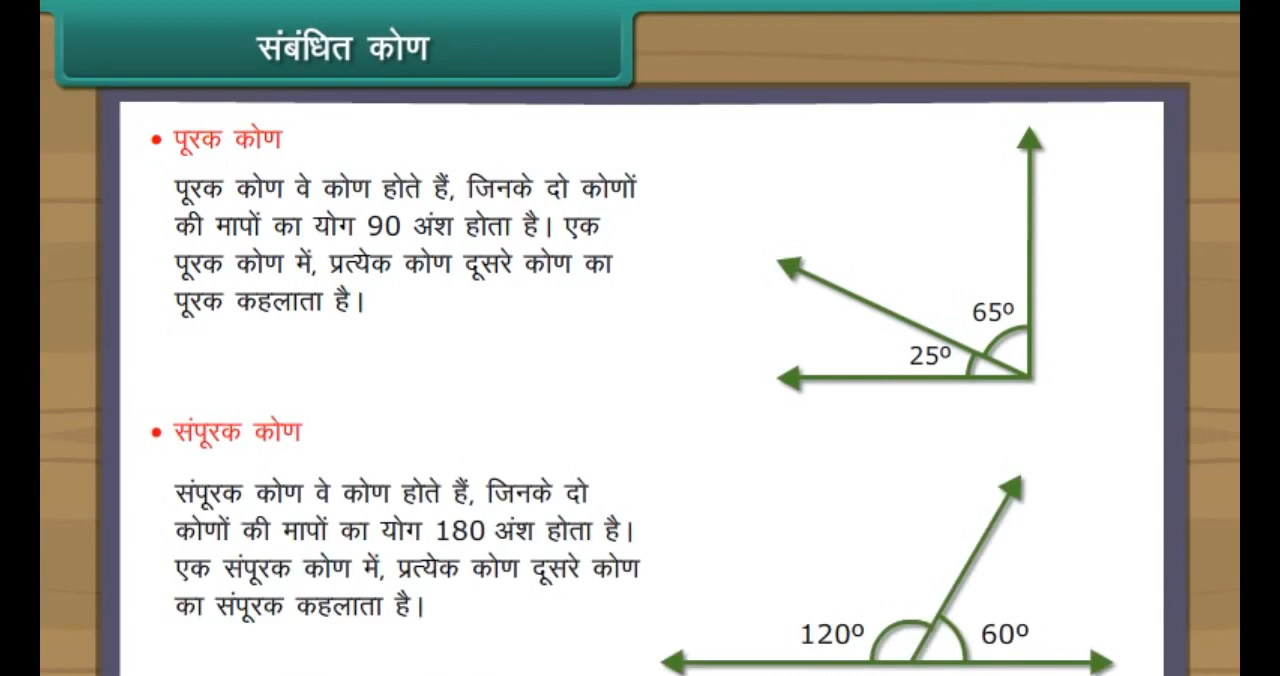 संबंधित कोण
• पूरक कोण
पूरक कोण वे कोण होते हैं, जिनके दो कोणों
की मापों का योग 90 अंश होता है। एक
पूरक कोण में, प्रत्येक कोण दूसरे कोण का
पूरक कहलाता है।
65º
25º
• संपूरक कोण
संपूरक कोण वे कोण होते हैं, जिनके दो
कोणों की मापों का योग 180 अंश होता है।
एक संपूरक कोण में, प्रत्येक कोण दूसरे कोण
का संपूरक कहलाता है।
120º 60º